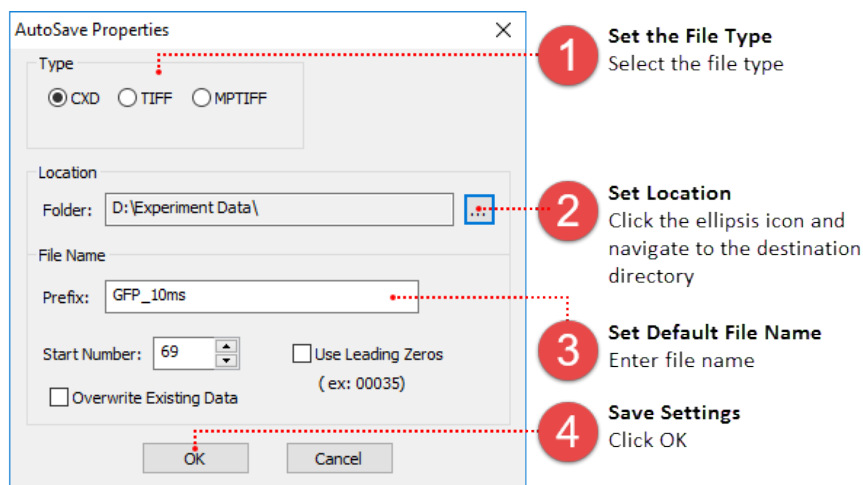 AutoSave Properties
Type
CXD TIFF MPTIFF
Location
Folder: D:\Experiment Data\ ...
File Name
Prefix: GFP_10ms
Start Number: 69 Use Leading Zeros
(ex: 00035)
Overwrite Existing Data
OK Cancel
1 Set the File Type
Select the file type
2 Set Location
Click the ellipsis icon and
navigate to the destination
directory
3 Set Default File Name
Enter file name
4 Save Settings
Click OK